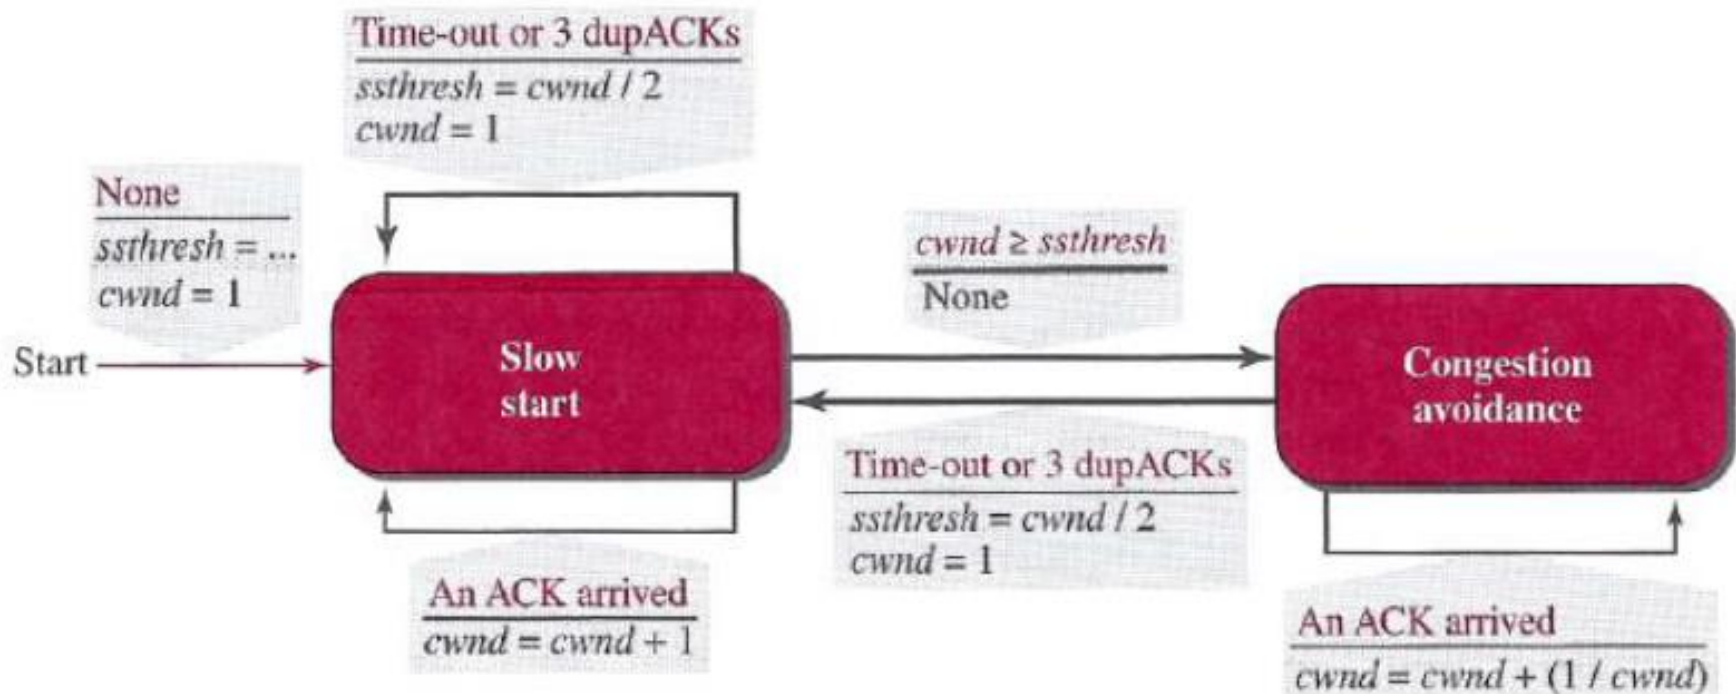 Time-out or 3 dupACKs
ssthresh = cwnd / 2
cwnd = 1
None
ssthresh = ...
cwnd = 1
cwnd ≥ ssthresh
None
Start
Slow
start
Congestion
avoidance
Time-out or 3 dupACKs
ssthresh = cwnd / 2
cwnd = 1
An ACK arrived
cwnd = cwnd + 1
An ACK arrived
cwnd = cwnd + (1 / cwnd)